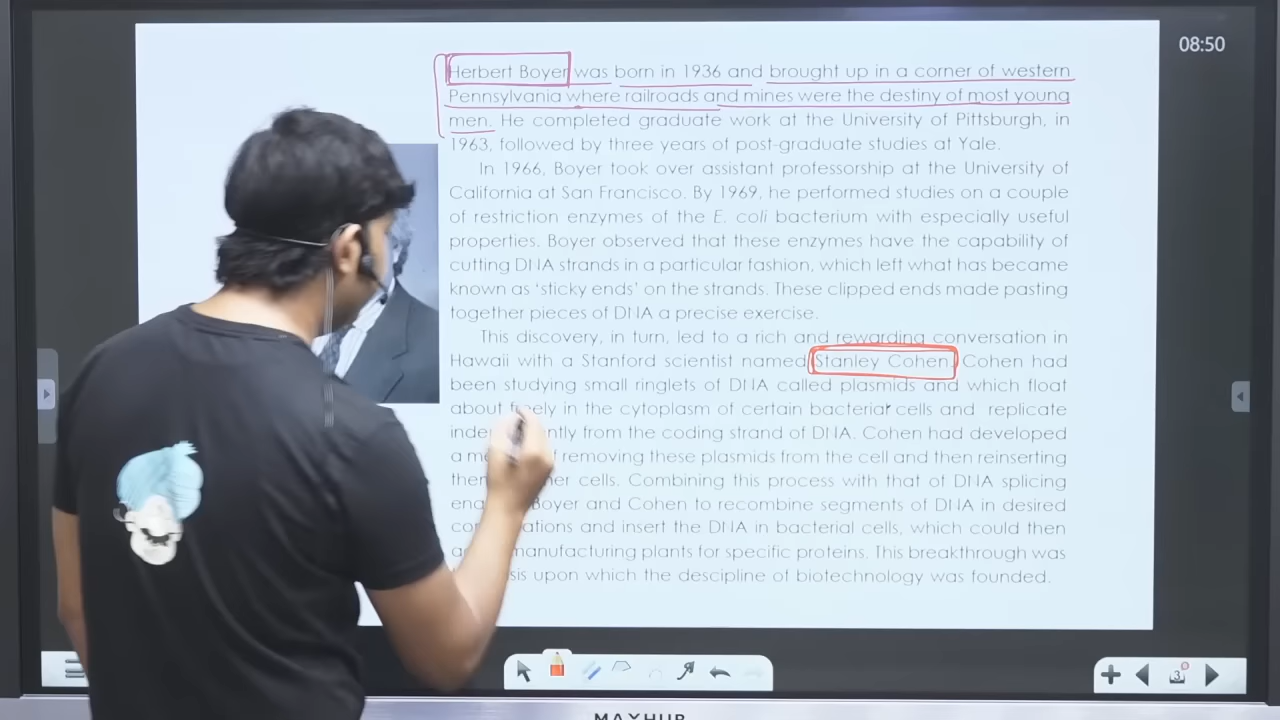 08:50
Herbert Boyer was born in 1936 and brought up in a corner of western
Pennsylvania where railroads and mines were the destiny of most young
men. He completed graduate work at the University of Pittsburgh, in
1963, followed by three years of post-graduate studies at Yale.
In 1966, Boyer took over assistant professorship at the University of
California at San Francisco. By 1969, he performed studies on a couple
of restriction enzymes of the E. coli bacterium with especially useful
properties. Boyer observed that these enzymes have the capability of
cutting DNA strands in a particular fashion, which left what has became
known as ‘sticky ends’ on the strands. These clipped ends made pasting
together pieces of DNA a precise exercise.
This discovery, in turn, led to a rich and rewarding conversation in
Hawaii with a Stanford scientist named Stanley Cohen Cohen had
been studying small ringlets of DNA called plasmids and which float
about freely in the cytoplasm of certain bacterial cells and replicate
from the coding strand of DNA. Cohen had developed
a removing these plasmids from the cell and then reinserting
cells. Combining this process with that of DNA splicing
Boyer and Cohen to recombine segments of DNA in desired
and insert the DNA in bacterial cells, which could then
manufacturing plants for specific proteins. This breakthrough was
upon which the descipline of biotechnology was founded.
3
MAXHUB